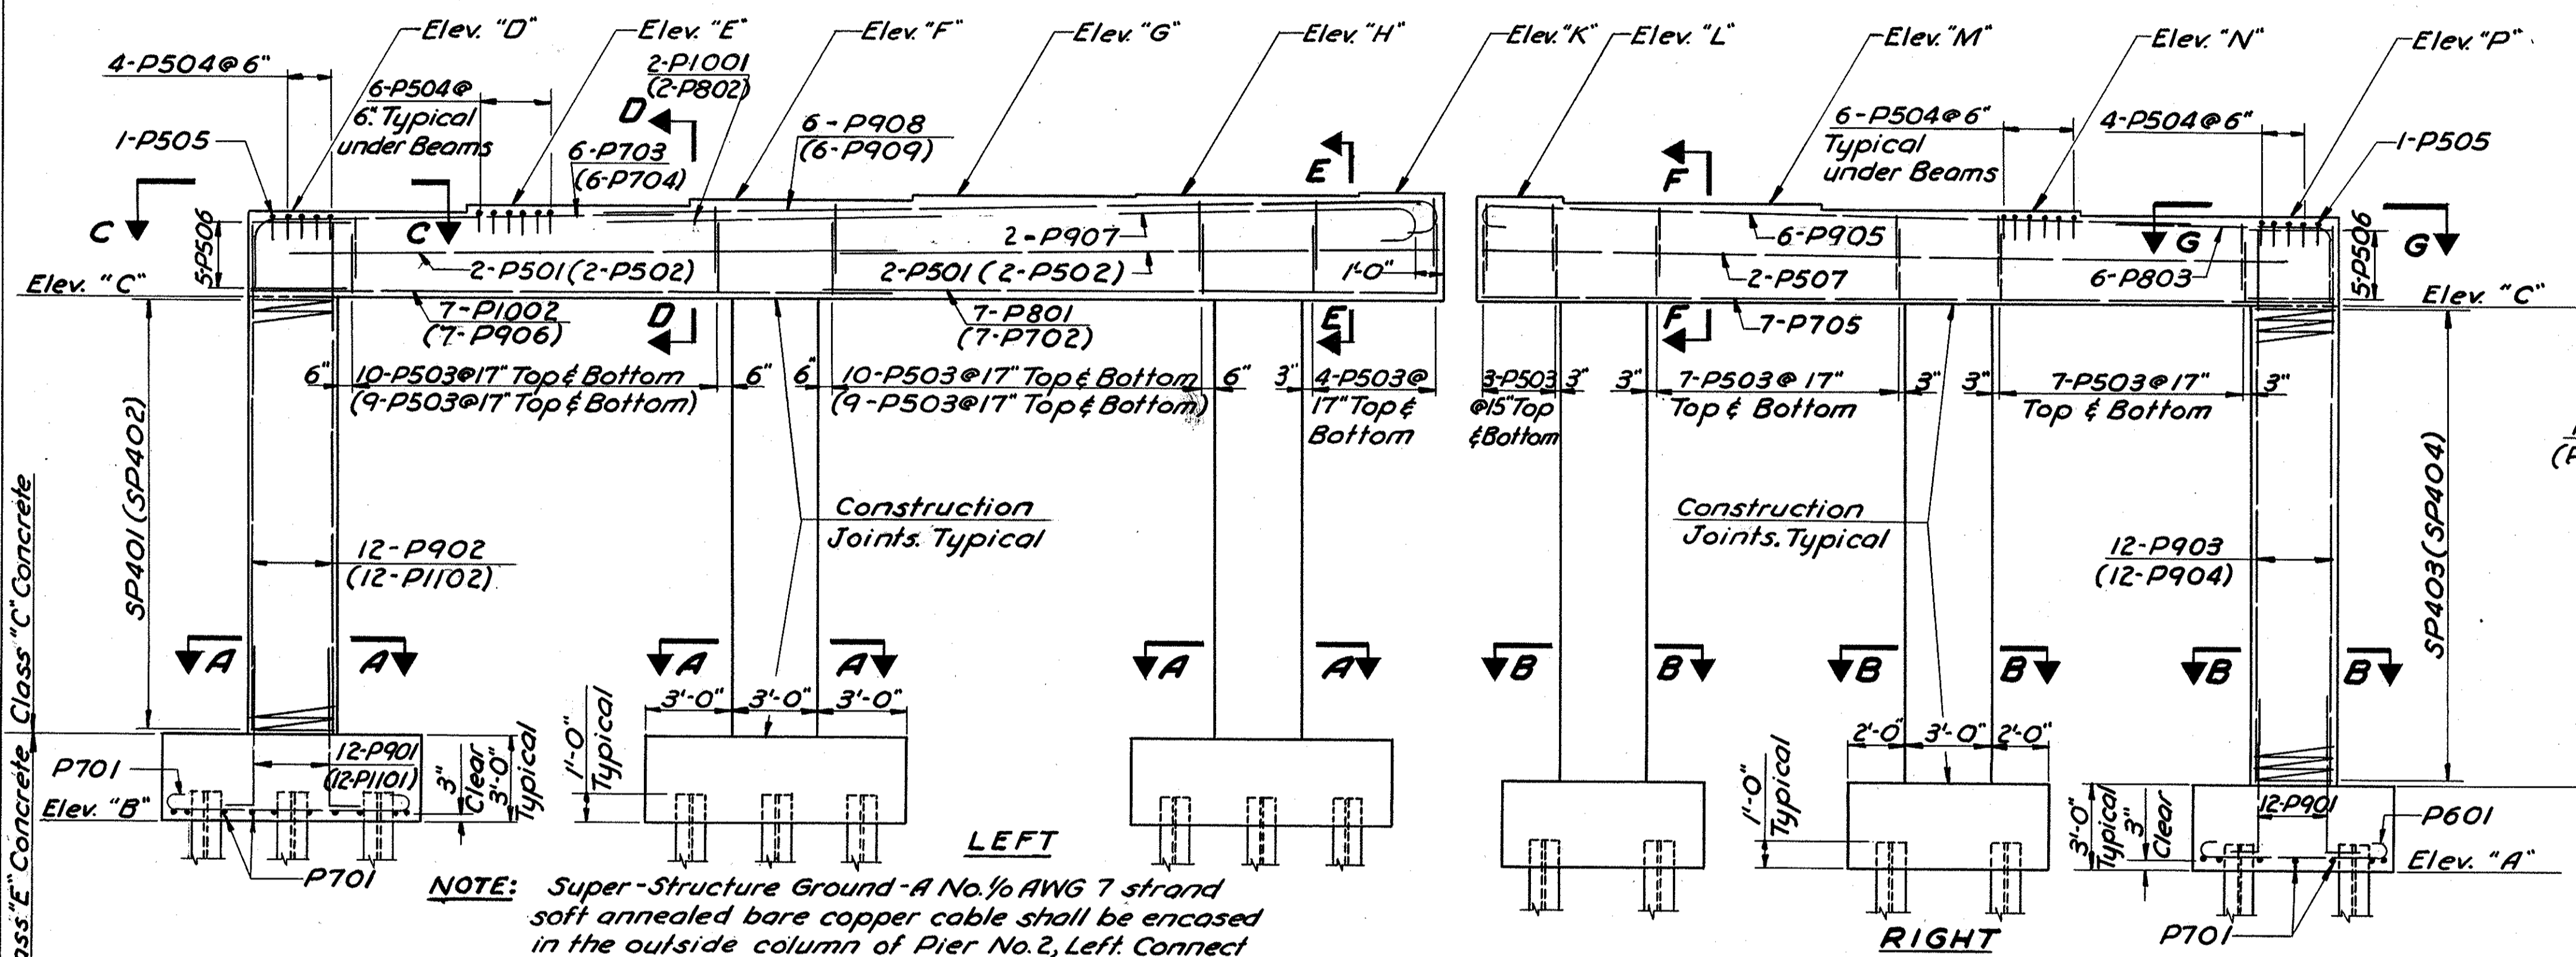 Elev. "D"
Elev. "E"
Elev. "F"
Elev. "G"
Elev. "H"
Elev. "K"
Elev. "L"
Elev. "M"
Elev. "N"
Elev. "P"
4-P504@6"
6-P504@
6". Typical
under Beams
2-P1001
(2-P802)
1-P505
6-P703
(6-P704)
D
6-P908
(6-P909)
E
F
6-P504@6"
Typical
under Beams
4-P504@6"
1-P505
C
C
5-P506
2-P907
6-P905
G
G
5-P506
2-P501(2-P502)
2-P501(2-P502)
1'-0"
2-P507
6-P803
Elev. "C"
Elev. "C"
7-P1002
(7-P906)
D
7-P801
(7-P702)
E
F
7-P705
6"
10-P503@17" Top & Bottom
(9-P503@17" Top & Bottom)
6"
6"
10-P503@17" Top & Bottom
(9-P503@17" Top & Bottom)
6"
3"
4-P503@
17" Top &
Bottom
3-P503
@15" Top
& Bottom
3"
3"
7-P503@17"
Top & Bottom
3"
3"
7-P503@17"
Top & Bottom
3"
SP401(SP402)
Construction
Joints. Typical
Construction
Joints. Typical
SP403(SP404)
12-P902
(12-P1102)
12-P903
(12-P904)
Class "C" Concrete
"E" Concrete
A
A
A
A
A
A
B
B
B
B
B
B
3'-0"
3'-0"
3'-0"
2'-0"
3'-0"
2'-0"
P701
12-P901
(12-P1101)
3"
Clear
3'-0"
Typical
1'-0"
Typical
1'-0"
Typical
3'-0"
Typical
3"
Clear
12-P901
P601
Elev. "B"
Elev. "A"
P701
P701
LEFT
RIGHT
NOTE: Super-Structure Ground-A No. 1/0 AWG 7 strand
soft annealed bare copper cable shall be encased
in the outside column of Pier No. 2, Left. Connect